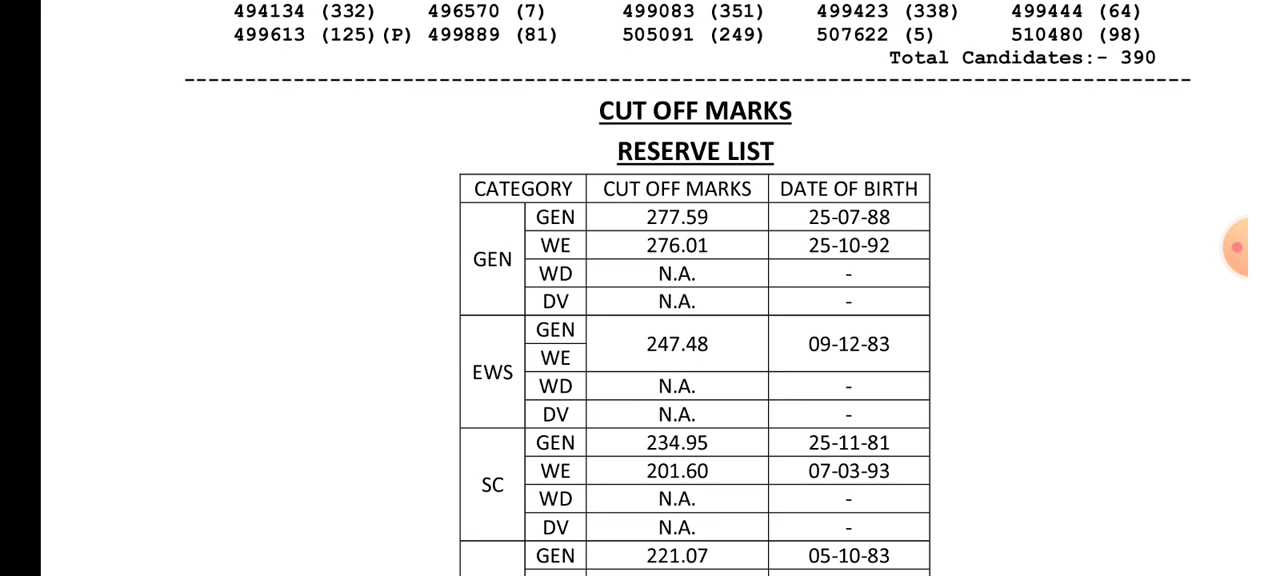 494134 (332) 496570 (7) 499083 (351) 499423 (338) 499444 (64)
499613 (125)(P) 499889 (81) 505091 (249) 507622 (5) 510480 (98)
Total Candidates:- 390
CUT OFF MARKS
RESERVE LIST
CATEGORY CUT OFF MARKS DATE OF BIRTH
GEN GEN 277.59 25-07-88
WE 276.01 25-10-92
WD N.A. -
DV N.A. -
EWS GEN 247.48 09-12-83
WE
WD N.A. -
DV N.A. -
SC GEN 234.95 25-11-81
WE 201.60 07-03-93
WD N.A. -
DV N.A. -
GEN 221.07 05-10-83